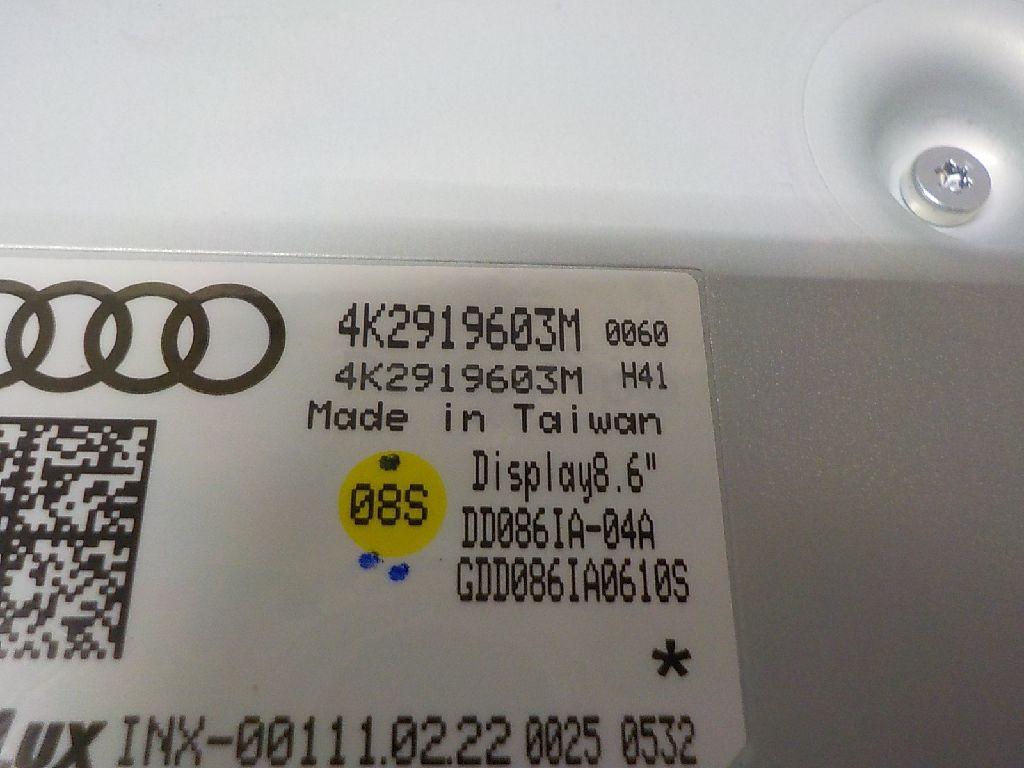 4K2919603M 0060
4K2919603M H41
Made in Taiwan
08S
Display8.6"
DD086IA-04A
GDD086IA0610S
*
INX-00111.02.22 0025 0532